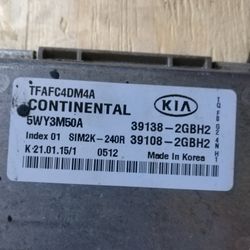 TFAFC4DM4A
CONTINENTAL KIA
5WY3M50A 39138-2GBH2
Index 01 SIM2K-240R 39108-2GBH2
K 21.01.15/1 0512 Made In Korea